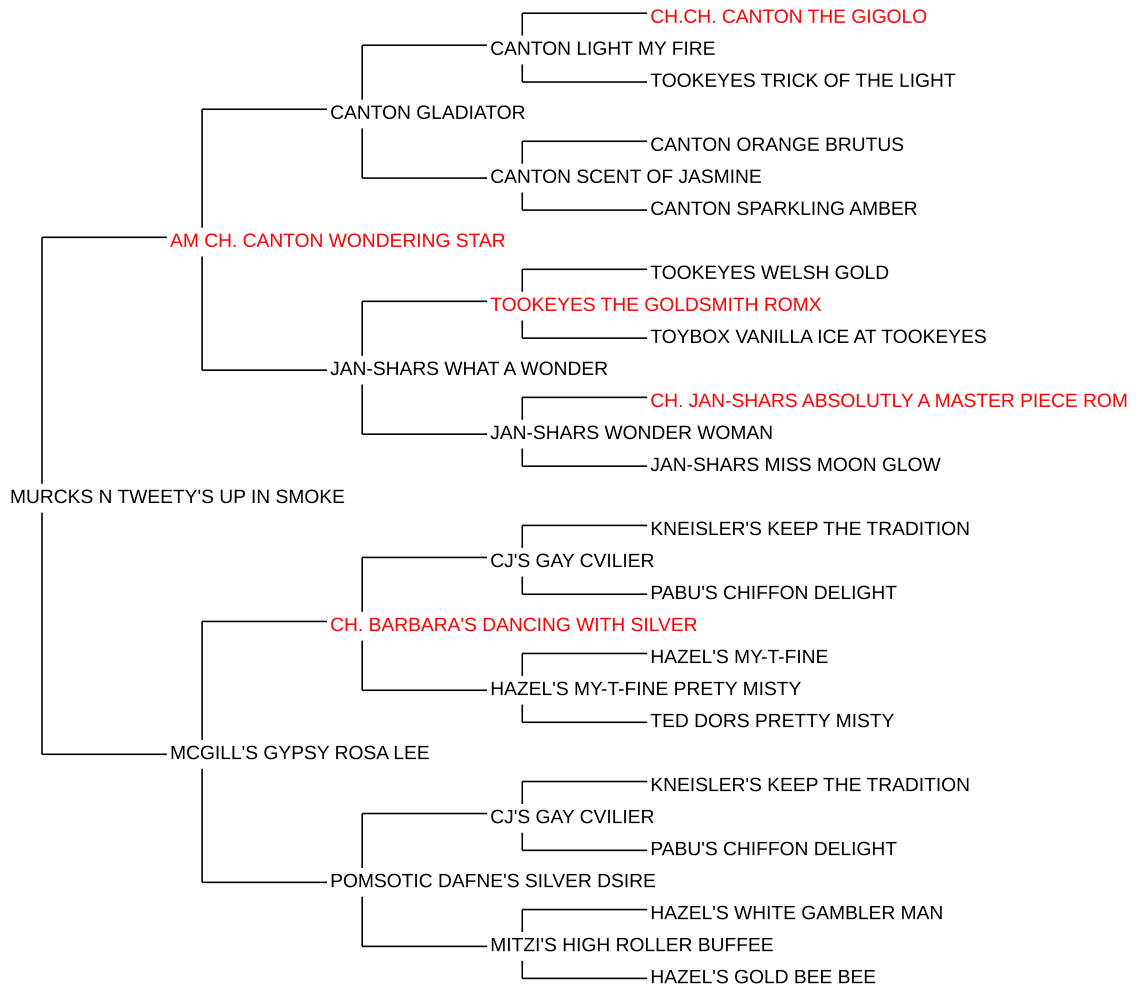 CH.CH. CANTON THE GIGOLO
CANTON LIGHT MY FIRE
TOOKEYES TRICK OF THE LIGHT
CANTON GLADIATOR
CANTON ORANGE BRUTUS
CANTON SCENT OF JASMINE
CANTON SPARKLING AMBER
AM CH. CANTON WONDERING STAR
TOOKEYES WELSH GOLD
TOOKEYES THE GOLDSMITH ROMX
TOYBOX VANILLA ICE AT TOOKEYES
JAN-SHARS WHAT A WONDER
CH. JAN-SHARS ABSOLUTLY A MASTER PIECE ROM
JAN-SHARS WONDER WOMAN
JAN-SHARS MISS MOON GLOW
MURCKS N TWEETY'S UP IN SMOKE
KNEISLER'S KEEP THE TRADITION
CJ'S GAY CVILIER
PABU'S CHIFFON DELIGHT
CH. BARBARA'S DANCING WITH SILVER
HAZEL'S MY-T-FINE
HAZEL'S MY-T-FINE PRETY MISTY
TED DORS PRETTY MISTY
MCGILL'S GYPSY ROSA LEE
KNEISLER'S KEEP THE TRADITION
CJ'S GAY CVILIER
PABU'S CHIFFON DELIGHT
POMSOTIC DAFNE'S SILVER DSIRE
HAZEL'S WHITE GAMBLER MAN
MITZI'S HIGH ROLLER BUFFEE
HAZEL'S GOLD BEE BEE